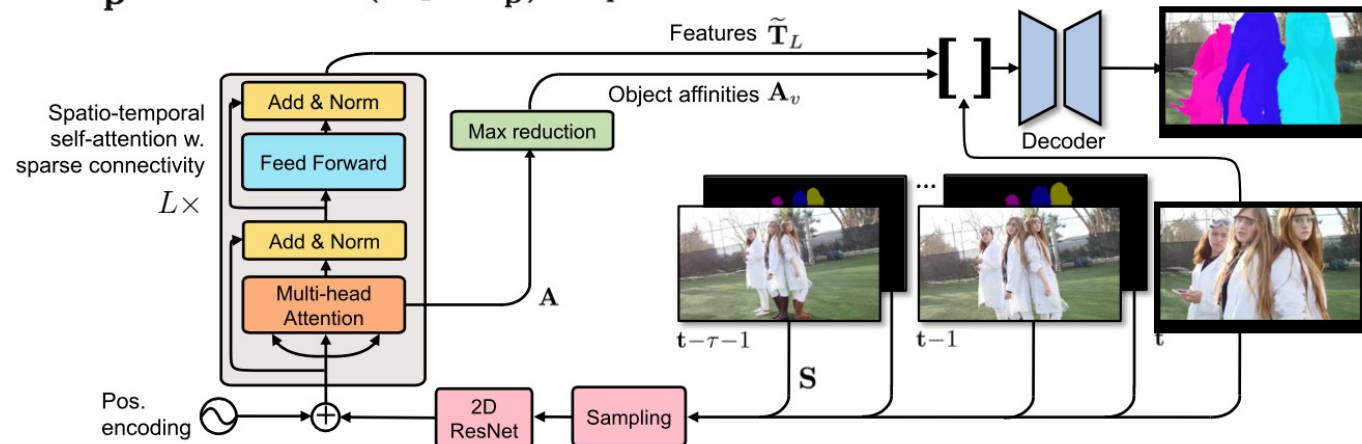 Features T̃_L
Object affinities A_v
Add & Norm
Feed Forward
Add & Norm
Multi-head
Attention
Spatio-temporal
self-attention w.
sparse connectivity
L×
Max reduction
A
Decoder
...
t−τ−1
t−1
t
S
Pos.
encoding
2D
ResNet
Sampling